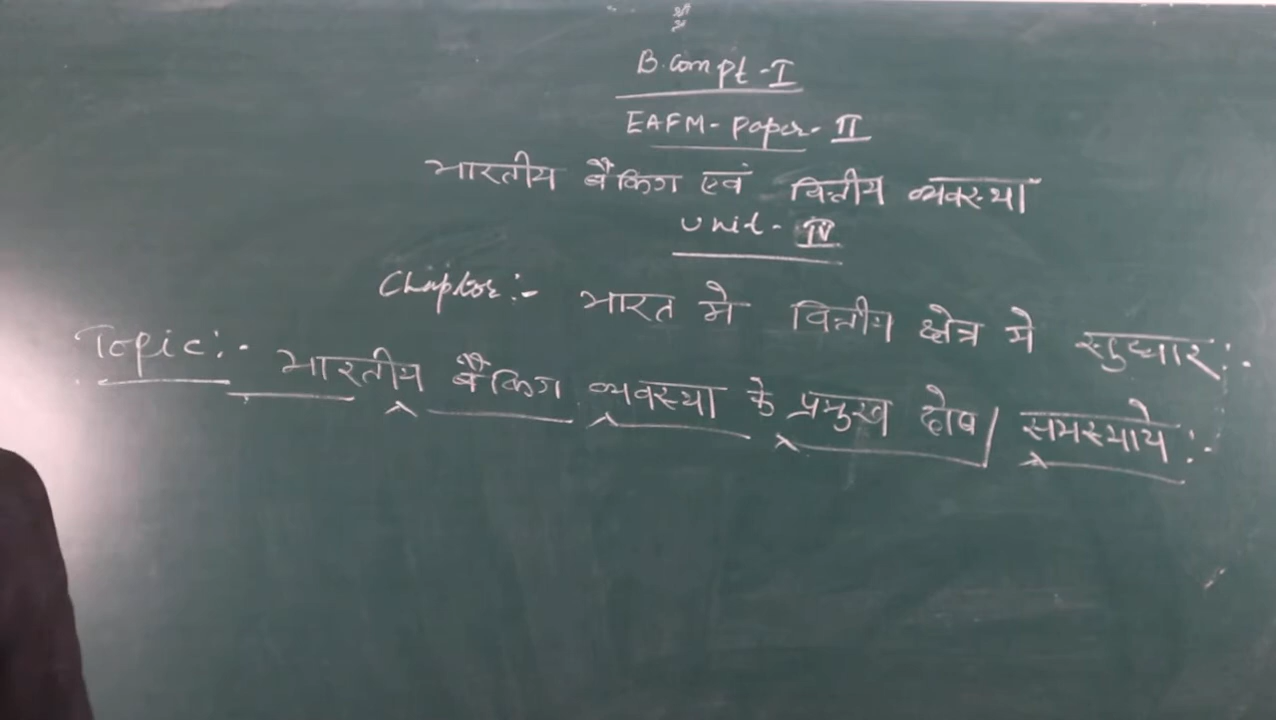 श्री
B.Com pt-I
EAFM-Paper-II
भारतीय बैंकिंग एवं वित्तीय व्यवस्था
Unit-IV
Chapter:- भारत मे वित्तीय क्षेत्र मे सुधार:-
Topic:- भारतीय बैंकिंग व्यवस्था के प्रमुख दोष/समस्याये:-